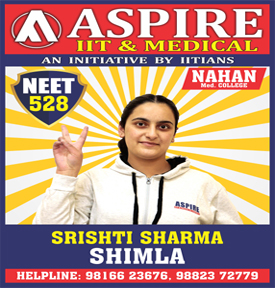 ASPIRE
IIT & MEDICAL
AN INITIATIVE BY IITIANS
NAHAN
Med. COLLEGE
NEET
528
ASPIRE
SRISHTI SHARMA
SHIMLA
HELPLINE: 98166 23676, 98823 72779